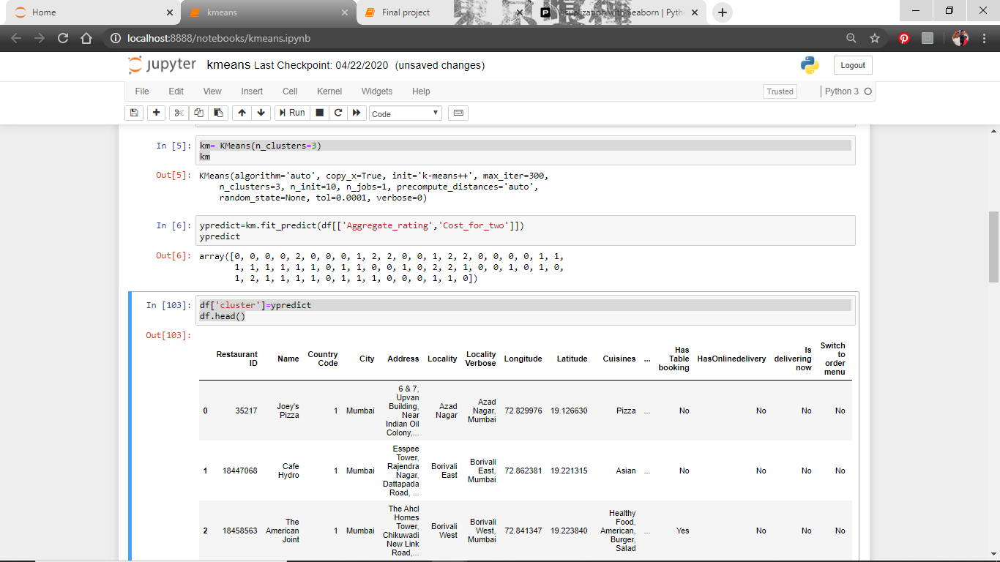 Home
kmeans
Final project
Visualization with Seaborn | Pyth
localhost:8888/notebooks/kmeans.ipynb
jupyter kmeans Last Checkpoint: 04/22/2020 (unsaved changes)
Logout
File Edit View Insert Cell Kernel Widgets Help
Trusted
Python 3
Run
Code
In [5]: km= KMeans(n_clusters=3)
km
Out[5]: KMeans(algorithm='auto', copy_x=True, init='k-means++', max_iter=300,
n_clusters=3, n_init=10, n_jobs=1, precompute_distances='auto',
random_state=None, tol=0.0001, verbose=0)
In [6]: ypredict=km.fit_predict(df[['Aggregate_rating','Cost_for_two']])
ypredict
Out[6]: array([0, 0, 0, 0, 2, 0, 0, 0, 1, 2, 2, 0, 0, 1, 2, 2, 0, 0, 0, 0, 1, 1,
1, 1, 1, 1, 1, 1, 0, 1, 1, 0, 0, 1, 0, 2, 2, 1, 0, 0, 1, 0, 1, 0,
1, 2, 1, 1, 1, 1, 0, 1, 1, 1, 0, 0, 0, 1, 1, 0])
In [103]: df['cluster']=ypredict
df.head()
Out[103]:
Restaurant ID Name Country Code City Address Locality Locality Verbose Longitude Latitude Cuisines ... Has Table booking HasOnlinedelivery Is delivering now Switch to order menu
0 35217 Joey's Pizza 1 Mumbai 6 & 7, Upvan Building, Near Indian Oil Colony,... Azad Nagar Azad Nagar, Mumbai 72.829976 19.126630 Pizza ... No No No No
1 18447068 Cafe Hydro 1 Mumbai Esspee Tower, Rajendra Nagar, Dattapada Road, ... Borivali East Borivali East, Mumbai 72.862381 19.221315 Asian ... No No No No
2 18458563 The American Joint 1 Mumbai The Ahcl Homes Tower, Chikuwadi New Link Road,... Borivali West Borivali West, Mumbai 72.841347 19.223840 Healthy Food, American, Burger, Salad ... Yes No No No